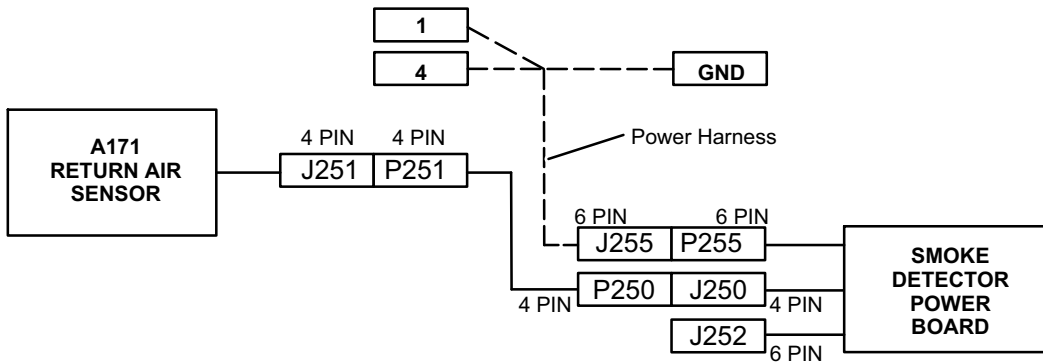 1
4
GND
A171
RETURN AIR
SENSOR
4 PIN
4 PIN
J251
P251
Power Harness
6 PIN
6 PIN
J255
P255
4 PIN
P250
J250
4 PIN
J252
6 PIN
SMOKE
DETECTOR
POWER
BOARD